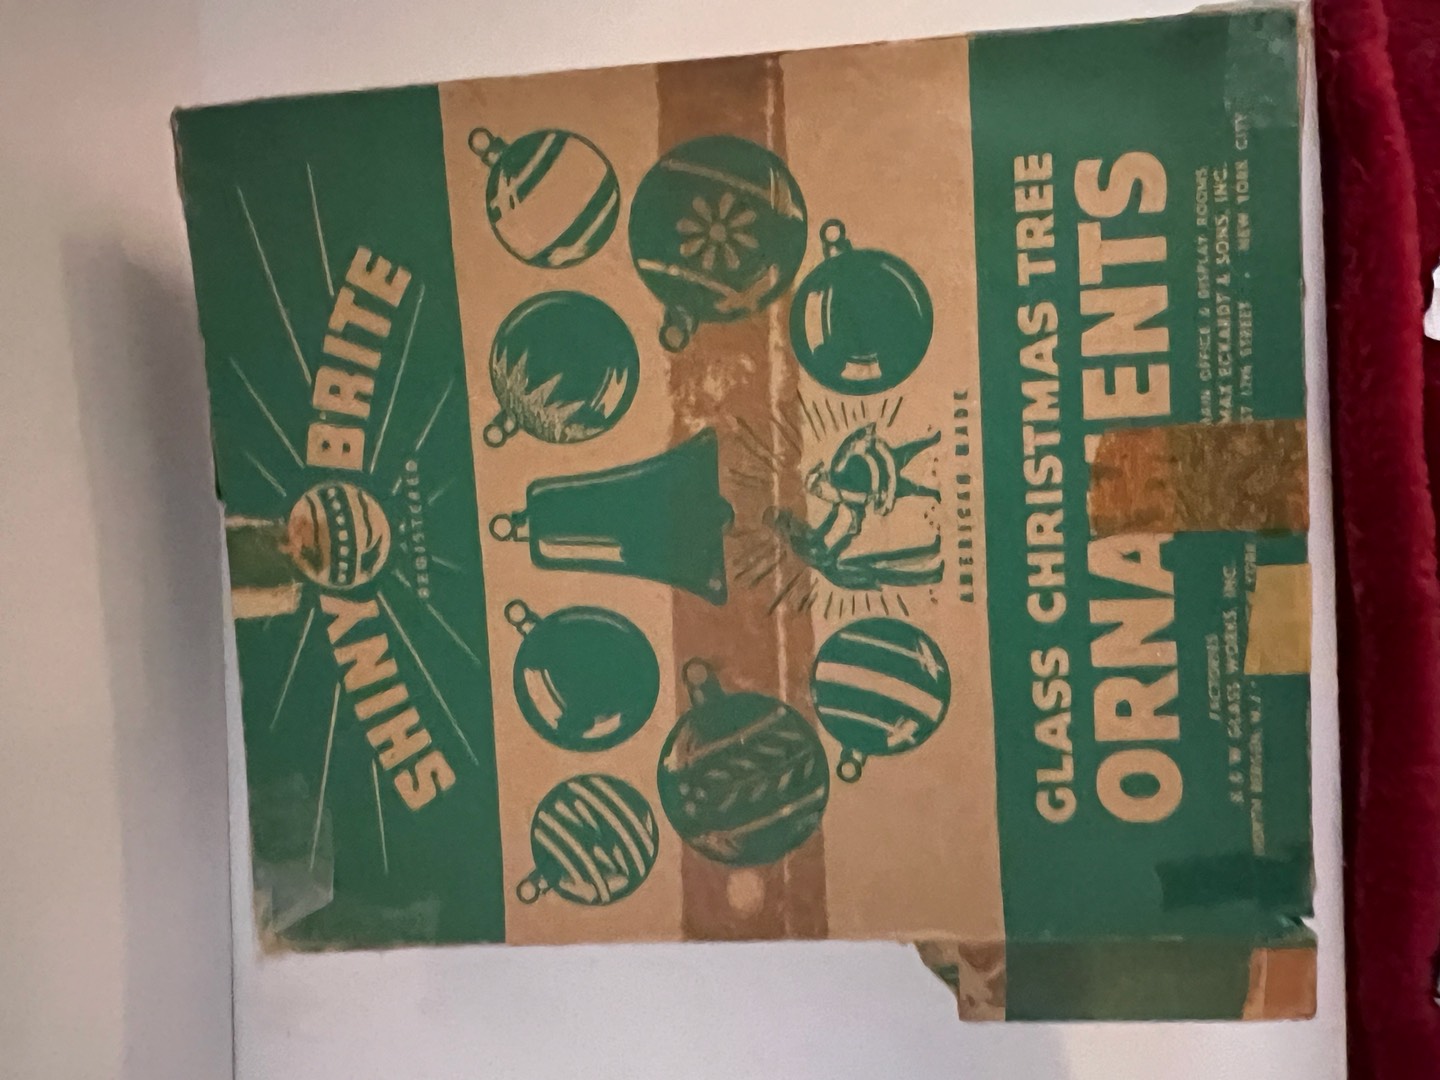 SHINY BRITE
REGISTERED
AMERICAN MADE
GLASS CHRISTMAS TREE
ORNA ENTS
FACTORIES
K & W GLASS WORKS, INC.
NORTH BERGEN, N. J.
MAIN OFFICE & DISPLAY ROOMS
MAX ECKARDT & SONS, INC.
ST 17th STREET . NEW YORK CITY